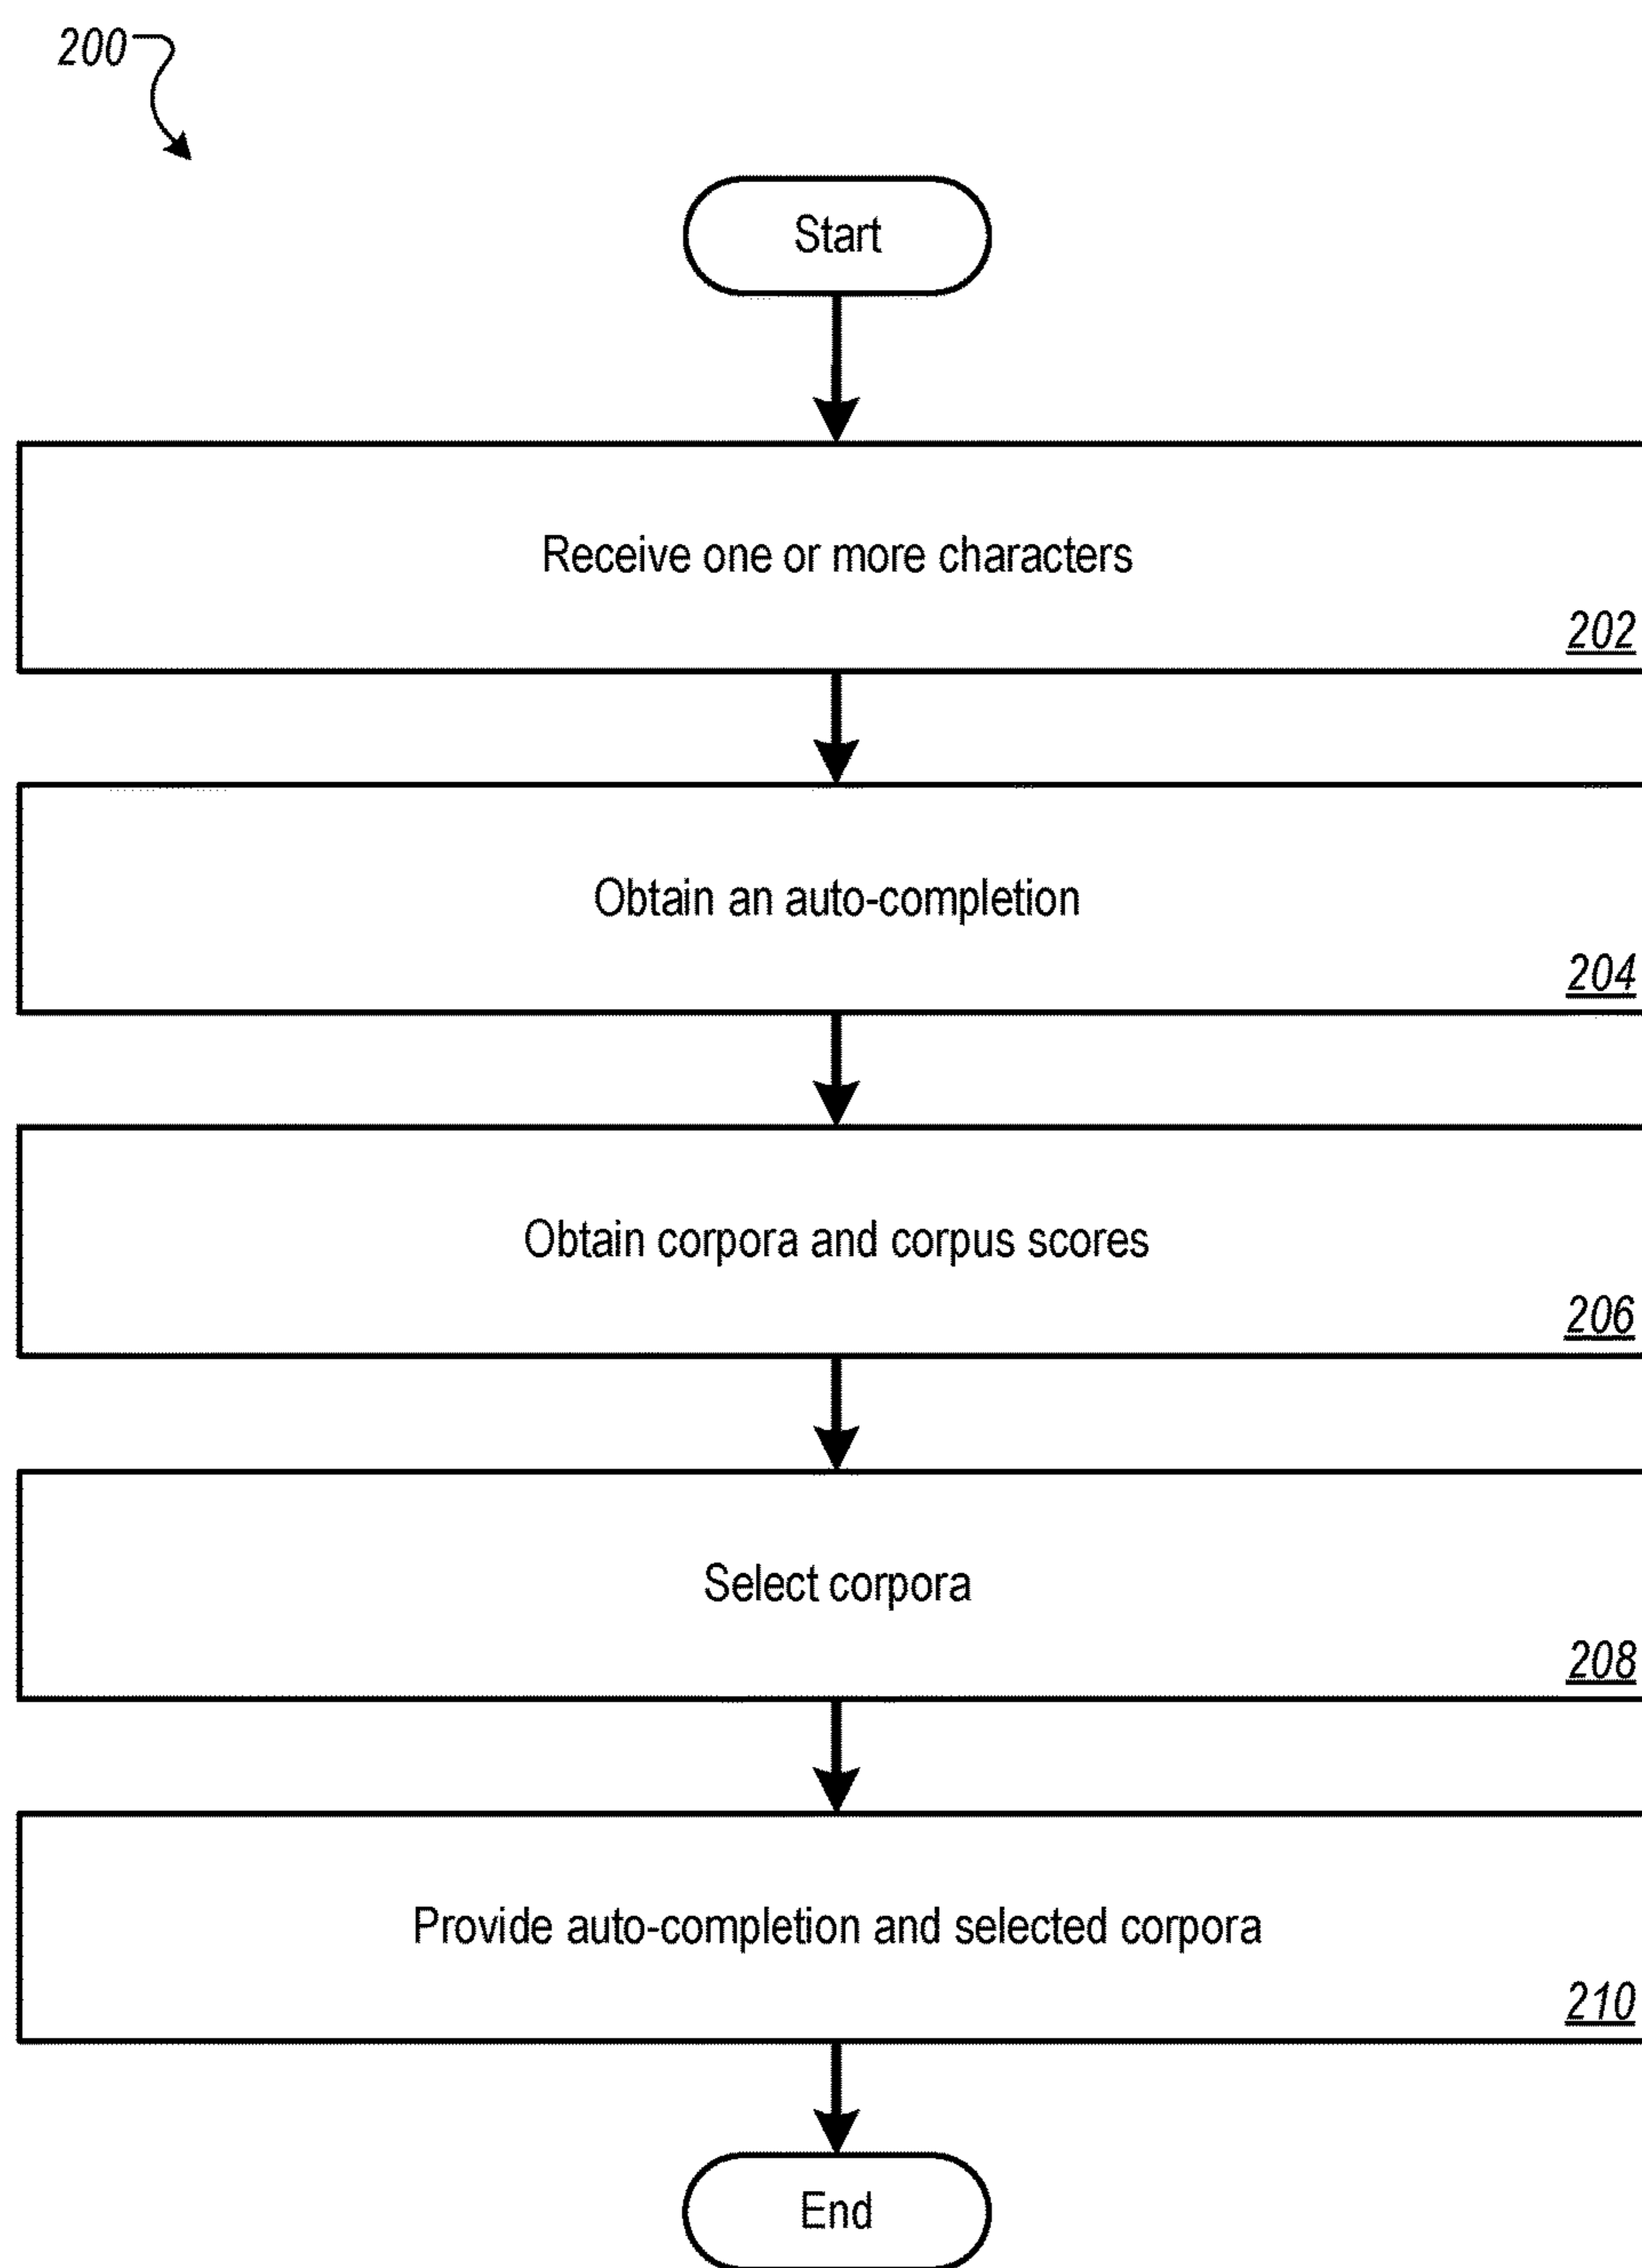 200
Start
Receive one or more characters
202
Obtain an auto-completion
204
Obtain corpora and corpus scores
206
Select corpora
208
Provide auto-completion and selected corpora
210
End